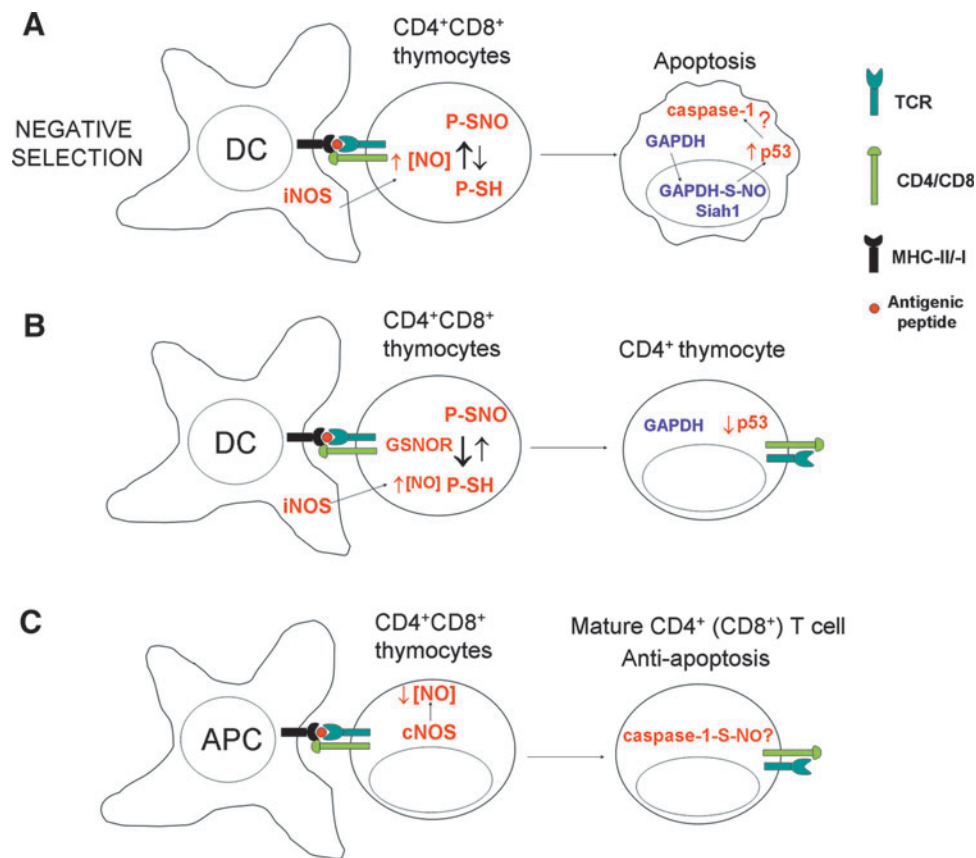 A
CD4⁺CD8⁺
thymocytes
Apoptosis
NEGATIVE
SELECTION
DC
iNOS
↑ [NO]
P-SNO
↑↓
P-SH
caspase-1 ?
GAPDH
↑ p53
GAPDH-S-NO
Siah1
TCR
CD4/CD8
MHC-II/-I
Antigenic
peptide
B
CD4⁺CD8⁺
thymocytes
CD4⁺ thymocyte
DC
iNOS
P-SNO
GSNOR ↓↑
↑[NO] P-SH
GAPDH ↓ p53
C
CD4⁺CD8⁺
thymocytes
Mature CD4⁺ (CD8⁺) T cell
Anti-apoptosis
APC
↓ [NO]
cNOS
caspase-1-S-NO?